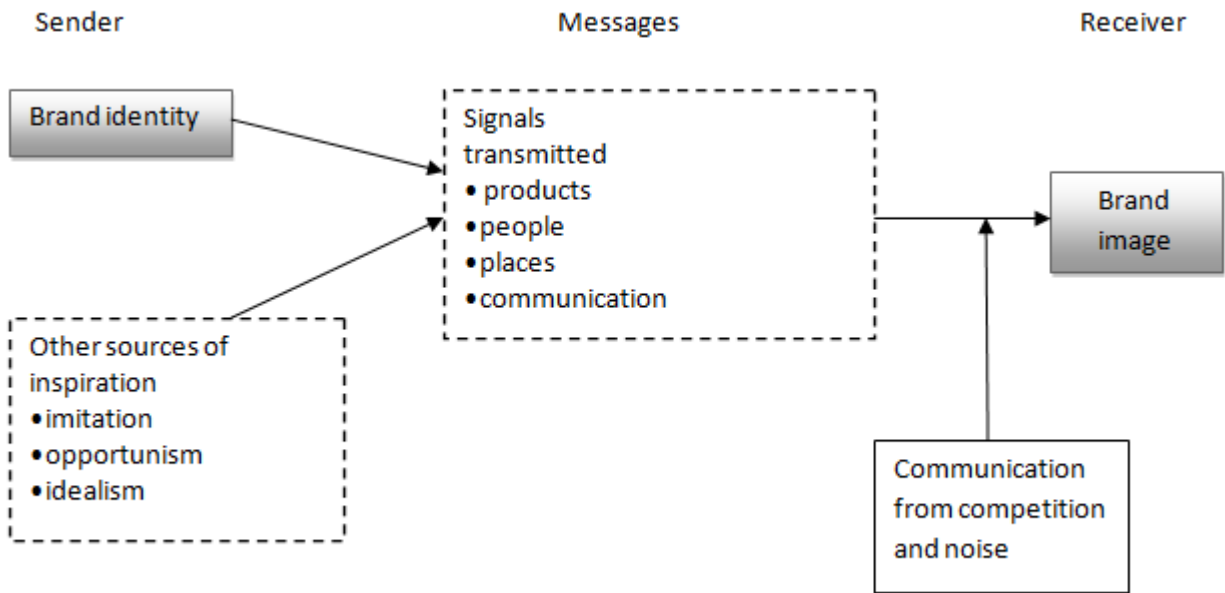 Sender
Messages
Receiver
Brand identity
Signals
transmitted
• products
•people
•places
•communication
Brand
image
Other sources of
inspiration
•imitation
•opportunism
•idealism
Communication
from competition
and noise